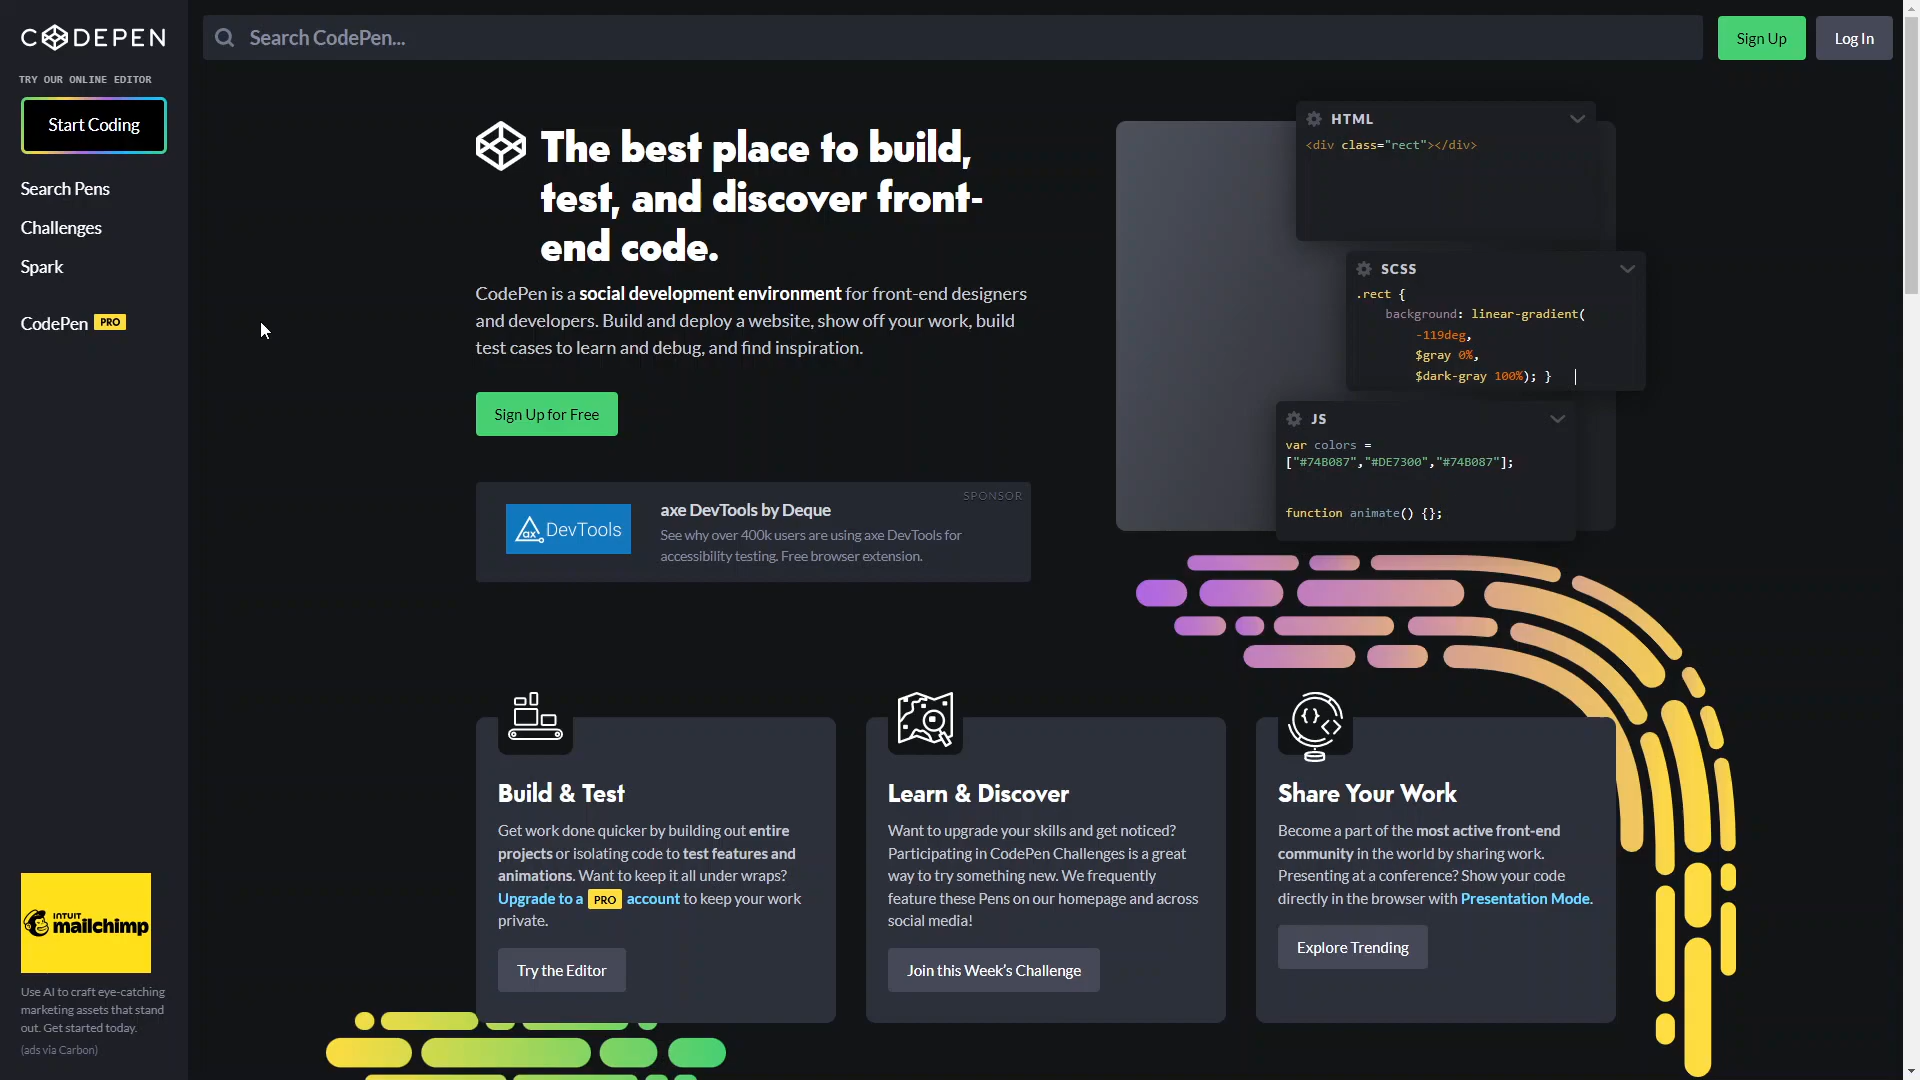 CODEPEN
Search CodePen...
Sign Up
Log In
TRY OUR ONLINE EDITOR
Start Coding
Search Pens
Challenges
Spark
CodePen PRO
The best place to build,
test, and discover front-
end code.
CodePen is a social development environment for front-end designers
and developers. Build and deploy a website, show off your work, build
test cases to learn and debug, and find inspiration.
Sign Up for Free
SPONSOR
ax DevTools
axe DevTools by Deque
See why over 400k users are using axe DevTools for
accessibility testing. Free browser extension.
HTML
<div class="rect"></div>
SCSS
.rect {
background: linear-gradient(
-119deg,
$gray 0%,
$dark-gray 100%); }
JS
var colors =
["#74B087","#DE7300","#74B087"];
function animate() {};
Build & Test
Get work done quicker by building out entire
projects or isolating code to test features and
animations. Want to keep it all under wraps?
Upgrade to a PRO account to keep your work
private.
Try the Editor
Learn & Discover
Want to upgrade your skills and get noticed?
Participating in CodePen Challenges is a great
way to try something new. We frequently
feature these Pens on our homepage and across
social media!
Join this Week’s Challenge
Share Your Work
Become a part of the most active front-end
community in the world by sharing work.
Presenting at a conference? Show your code
directly in the browser with Presentation Mode.
Explore Trending
INTUIT
mailchimp
Use AI to craft eye-catching
marketing assets that stand
out. Get started today.
(ads via Carbon)